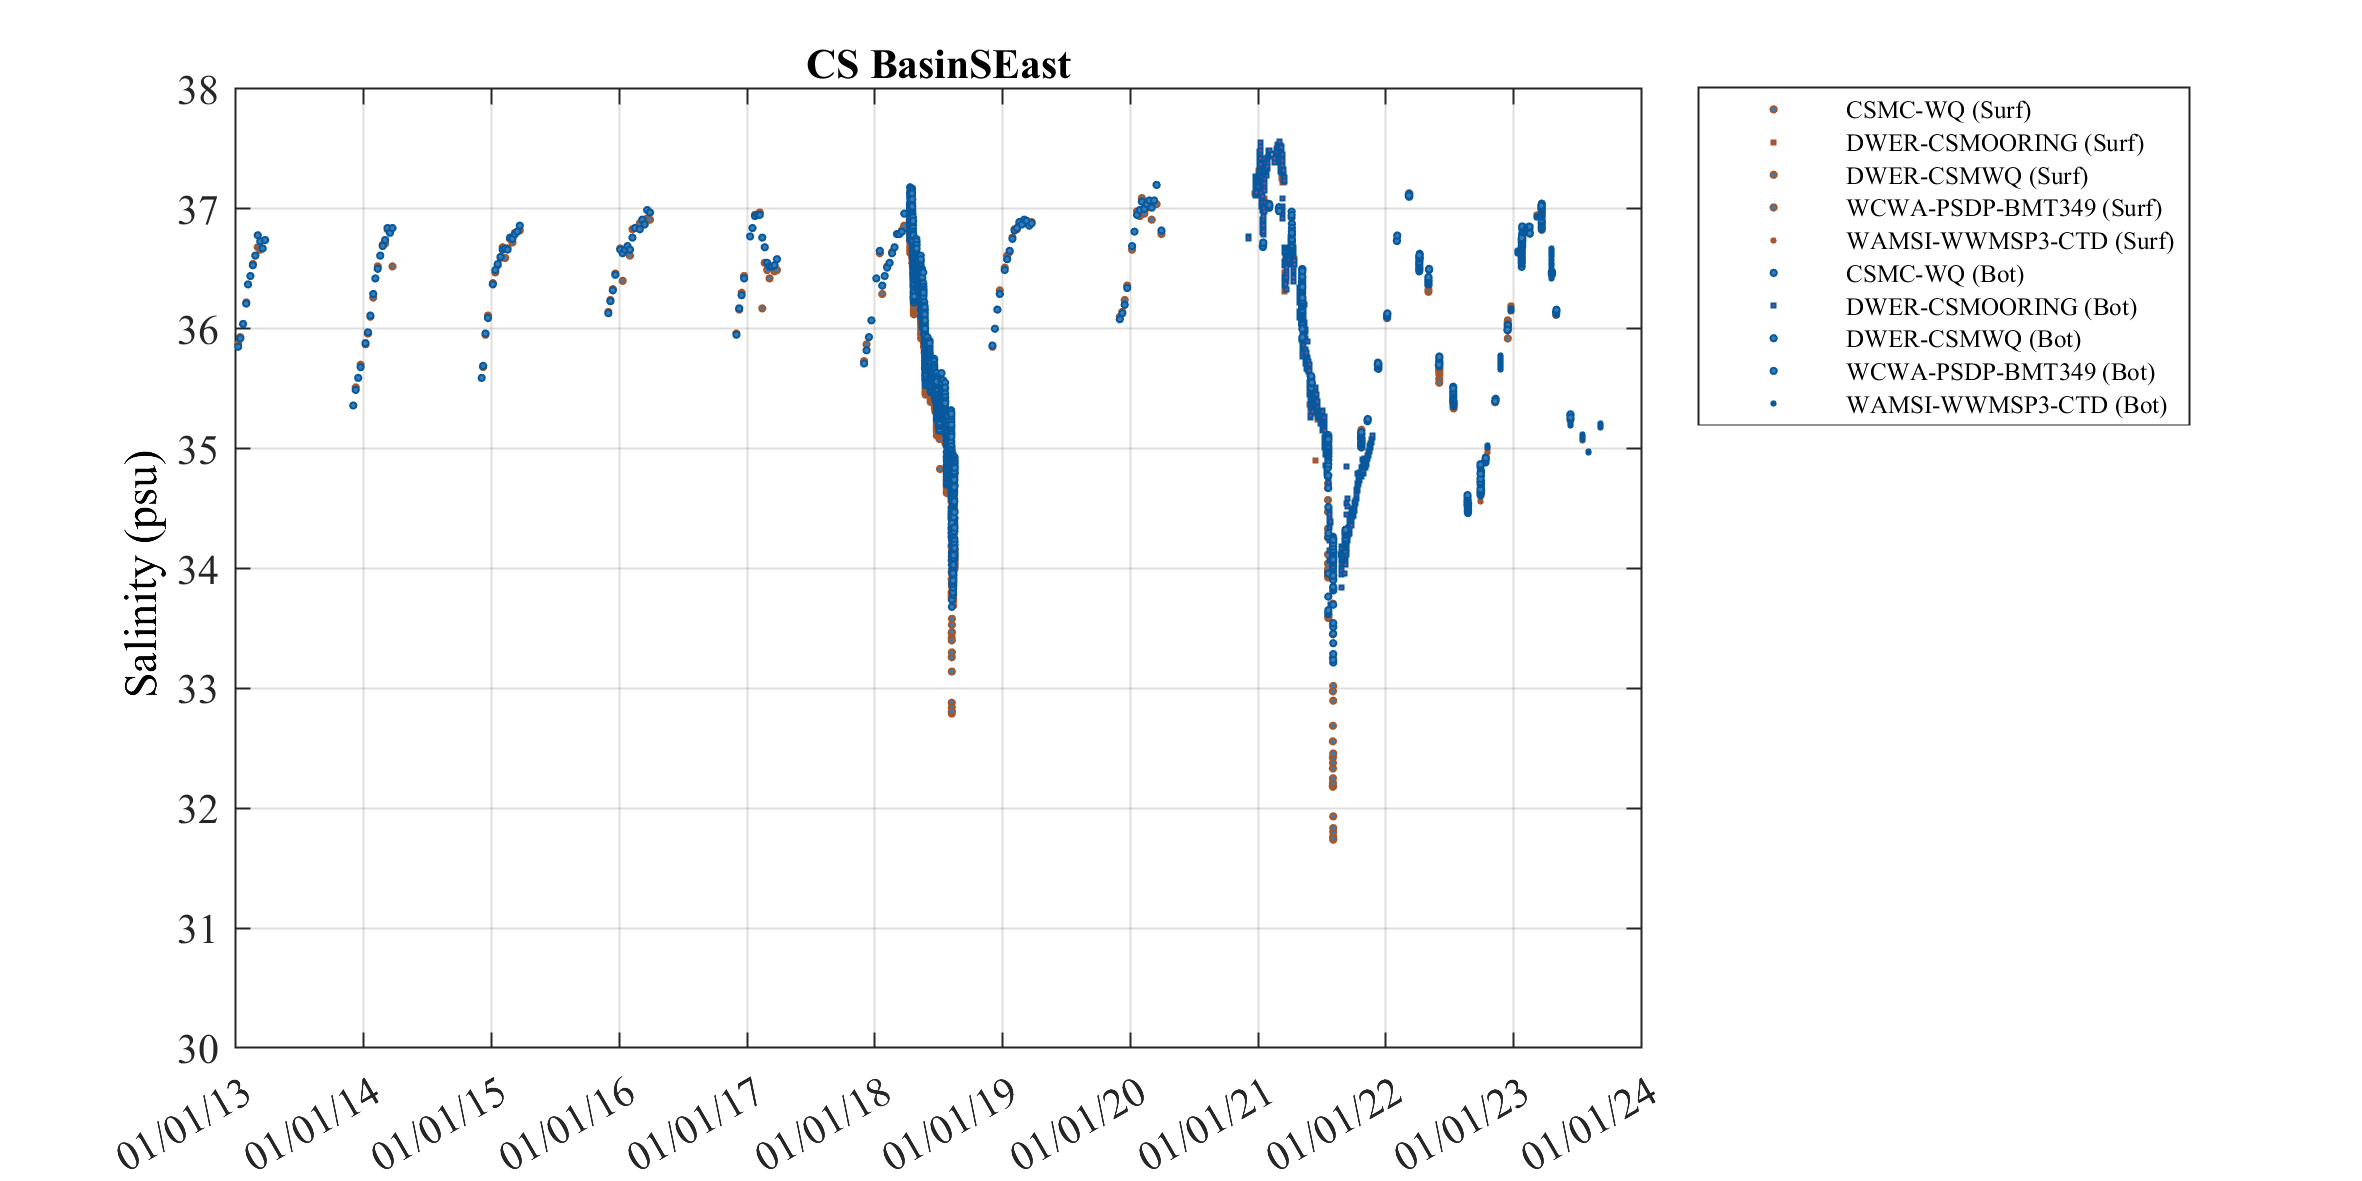 CS BasinSEast
38
37
36
35
34
33
32
31
30
Salinity (psu)
01/01/13
01/01/14
01/01/15
01/01/16
01/01/17
01/01/18
01/01/19
01/01/20
01/01/21
01/01/22
01/01/23
01/01/24
CSMC-WQ (Surf)
DWER-CSMOORING (Surf)
DWER-CSMWQ (Surf)
WCWA-PSDP-BMT349 (Surf)
WAMSI-WWMSP3-CTD (Surf)
CSMC-WQ (Bot)
DWER-CSMOORING (Bot)
DWER-CSMWQ (Bot)
WCWA-PSDP-BMT349 (Bot)
WAMSI-WWMSP3-CTD (Bot)